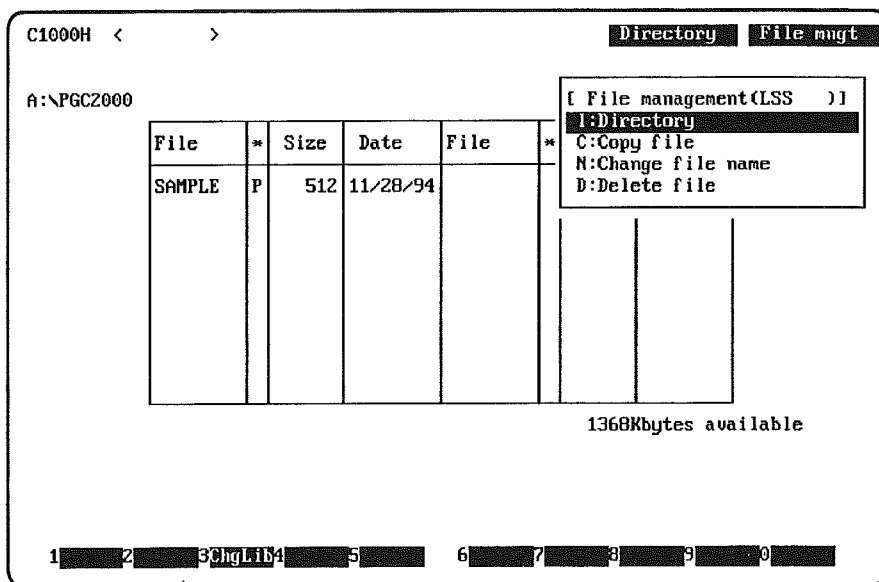 C1000H < > Directory File mngt
A:\PGC2000
[ File management(LSS )]
I:Directory
C:Copy file
N:Change file name
D:Delete file
File * Size Date File *
SAMPLE P 512 11/28/94
1368Kbytes available
1 2 3ChgLib4 5 6 7 8 9 0